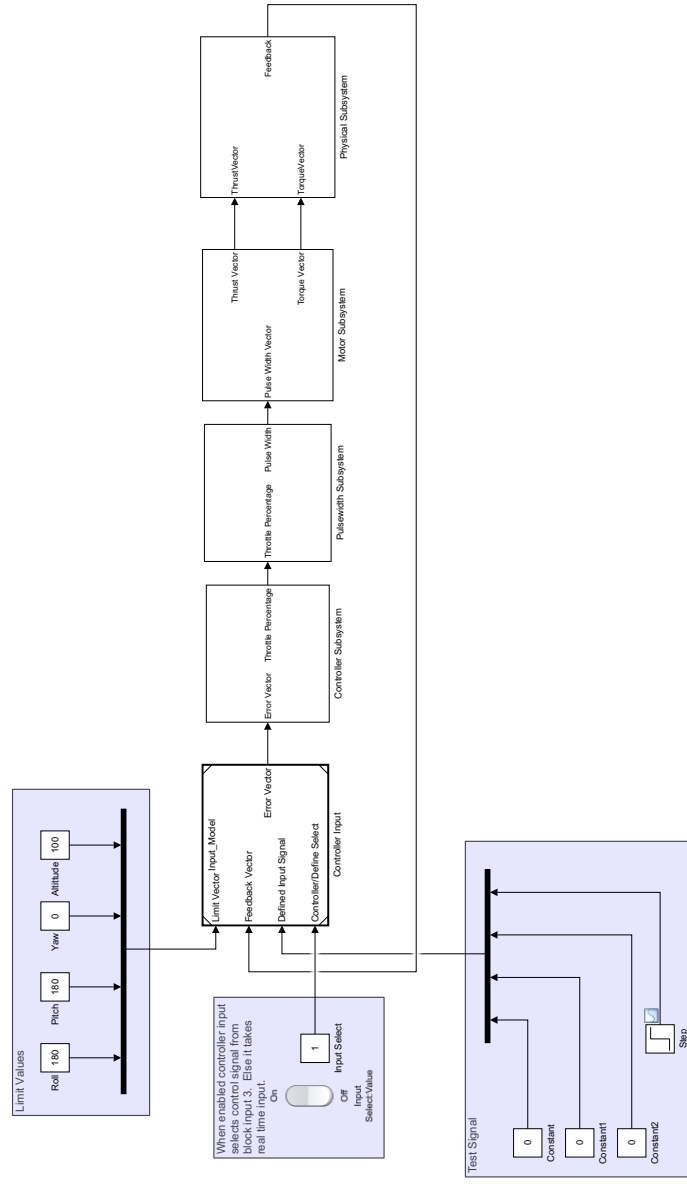 Limit Values
Roll
180
Pitch
180
Yaw
0
Altittude
100
When enabled controller input
selects control signal from
block input 3. Else it takes
real time input.
On
Off
Input
Select:Value
1
Input Select
Limit Vector
Input_Model
Feedback Vector
Defined Input Signal
Controller/Define Select
Error Vector
Controller Input
Error Vector
Throttle Percentage
Controller Subsystem
Throttle Percentage
Pulse Width
Pulsewidth Subsystem
Pulse Width Vector
Thrust Vector
Torque Vector
Motor Subsystem
ThrustVector
TorqueVector
Feedback
Physical Subsystem
Test Signal
0
Constant
0
Constant1
0
Constant2
Step